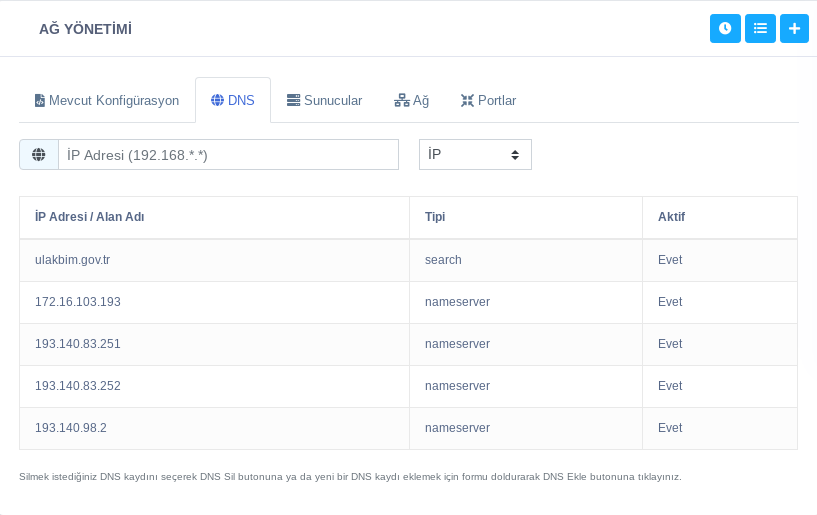 AĞ YÖNETİMİ
Mevcut Konfigürasyon DNS Sunucular Ağ Portlar
İP Adresi (192.168.*.*) İP
İP Adresi / Alan Adı Tipi Aktif
ulakbim.gov.tr search Evet
172.16.103.193 nameserver Evet
193.140.83.251 nameserver Evet
193.140.83.252 nameserver Evet
193.140.98.2 nameserver Evet
Silmek istediğiniz DNS kaydını seçerek DNS Sil butonuna ya da yeni bir DNS kaydı eklemek için formu doldurarak DNS Ekle butonuna tıklayınız.